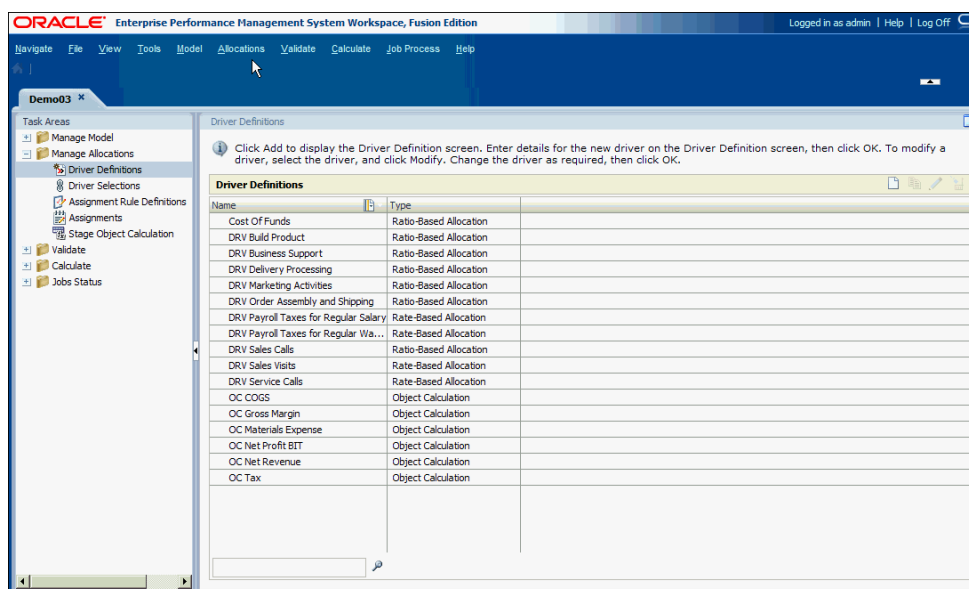 ORACLE Enterprise Performance Management System Workspace, Fusion Edition
Logged in as admin | Help | Log Off
Navigate File View Tools Model Allocations Validate Calculate Job Process Help
Demo03
Task Areas
Manage Model
Manage Allocations
Driver Definitions
Driver Selections
Assignment Rule Definitions
Assignments
Stage Object Calculation
Validate
Calculate
Jobs Status
Driver Definitions
Click Add to display the Driver Definition screen. Enter details for the new driver on the Driver Definition screen, then click OK. To modify a
driver, select the driver, and click Modify. Change the driver as required, then click OK.
Driver Definitions
Name Type
Cost Of Funds Ratio-Based Allocation
DRV Build Product Ratio-Based Allocation
DRV Business Support Ratio-Based Allocation
DRV Delivery Processing Ratio-Based Allocation
DRV Marketing Activities Ratio-Based Allocation
DRV Order Assembly and Shipping Ratio-Based Allocation
DRV Payroll Taxes for Regular Salary Rate-Based Allocation
DRV Payroll Taxes for Regular Wa... Rate-Based Allocation
DRV Sales Calls Ratio-Based Allocation
DRV Sales Visits Rate-Based Allocation
DRV Service Calls Rate-Based Allocation
OC COGS Object Calculation
OC Gross Margin Object Calculation
OC Materials Expense Object Calculation
OC Net Profit BIT Object Calculation
OC Net Revenue Object Calculation
OC Tax Object Calculation